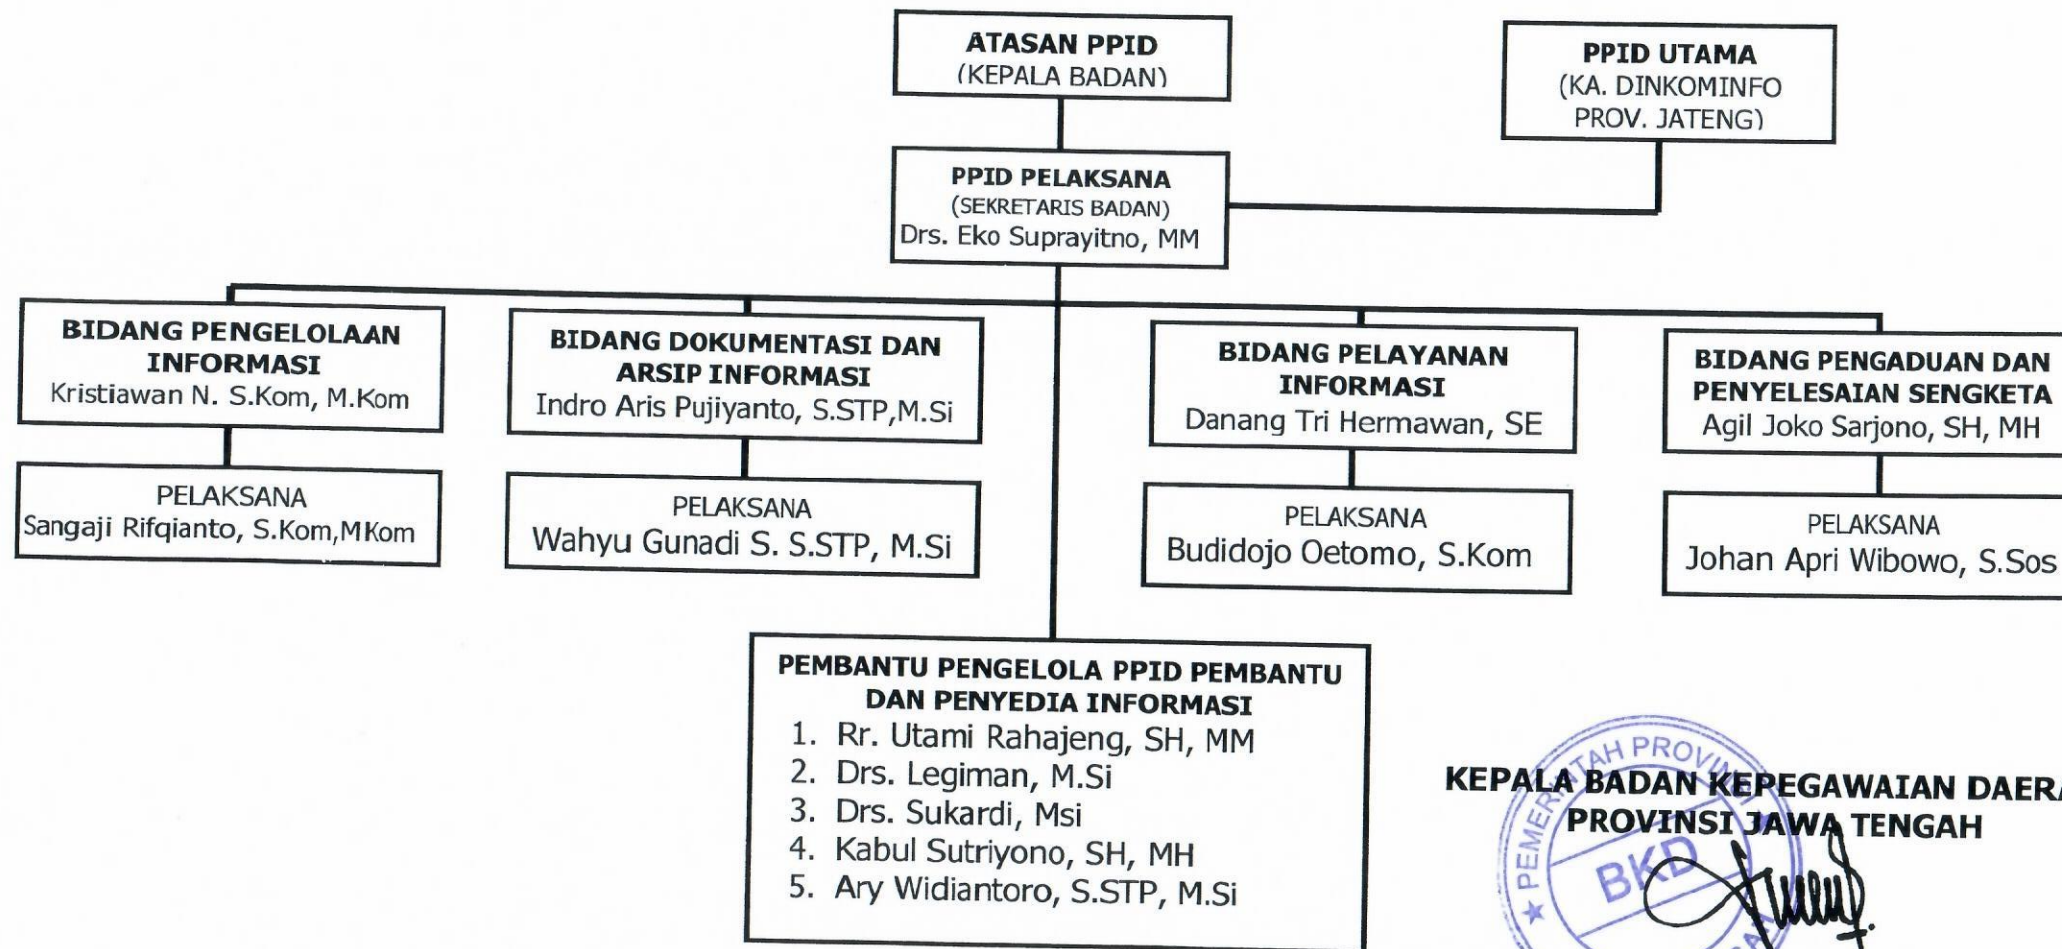 ATASAN PPID
(KEPALA BADAN)
PPID UTAMA
(KA. DINKOMINFO
PROV. JATENG)
PPID PELAKSANA
(SEKRETARIS BADAN)
Drs. Eko Suprayitno, MM
BIDANG PENGELOLAAN
INFORMASI
Kristiawan N. S.Kom, M.Kom
BIDANG DOKUMENTASI DAN
ARSIP INFORMASI
Indro Aris Pujiyanto, S.STP,M.Si
BIDANG PELAYANAN
INFORMASI
Danang Tri Hermawan, SE
BIDANG PENGADUAN DAN
PENYELESAIAN SENGKETA
Agil Joko Sarjono, SH, MH
PELAKSANA
Sangaji Rifqianto, S.Kom,MKom
PELAKSANA
Wahyu Gunadi S. S.STP, M.Si
PELAKSANA
Budidojo Oetomo, S.Kom
PELAKSANA
Johan Apri Wibowo, S.Sos
PEMBANTU PENGELOLA PPID PEMBANTU
DAN PENYEDIA INFORMASI
1. Rr. Utami Rahajeng, SH, MM
2. Drs. Legiman, M.Si
3. Drs. Sukardi, Msi
4. Kabul Sutriyono, SH, MH
5. Ary Widiantoro, S.STP, M.Si
KEPALA BADAN KEPEGAWAIAN DAERA
PROVINSI JAWA TENGAH
PEMERINTAH PROVINSI
BKD